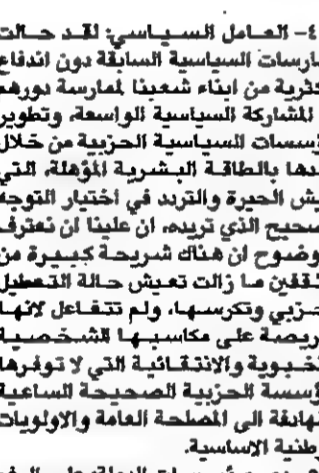 ٤- العامل السياسي: لقد حالت
ارسات السياسية السابقة دون اندفاع
كثرية من ابناء شعبنا لممارسة دورهم
المشاركة السياسية الواسعة، وتطوير
ؤسسات السياسية الحزبية من خلال
دها بالطاقة البشرية المؤهلة، التي
يش الحيرة والتردد في اختيار التوجه
صحيح الذي تريده، ان علينا ان نعترف
وضوح ان هناك شريحة كبيرة من
ثقفين ما زالت تعيش حالة التعطيل
حزبي وتكرسها، ولم تتفاعل لانها
ريصة على مكاسبها الشخصية
نخبوية والانتقائية التي لا توفرها
ؤسسة الحزبية الصحيحة الساعية
هادفة الى المصلحة العامة والاولويات
وطنية الاساسية.